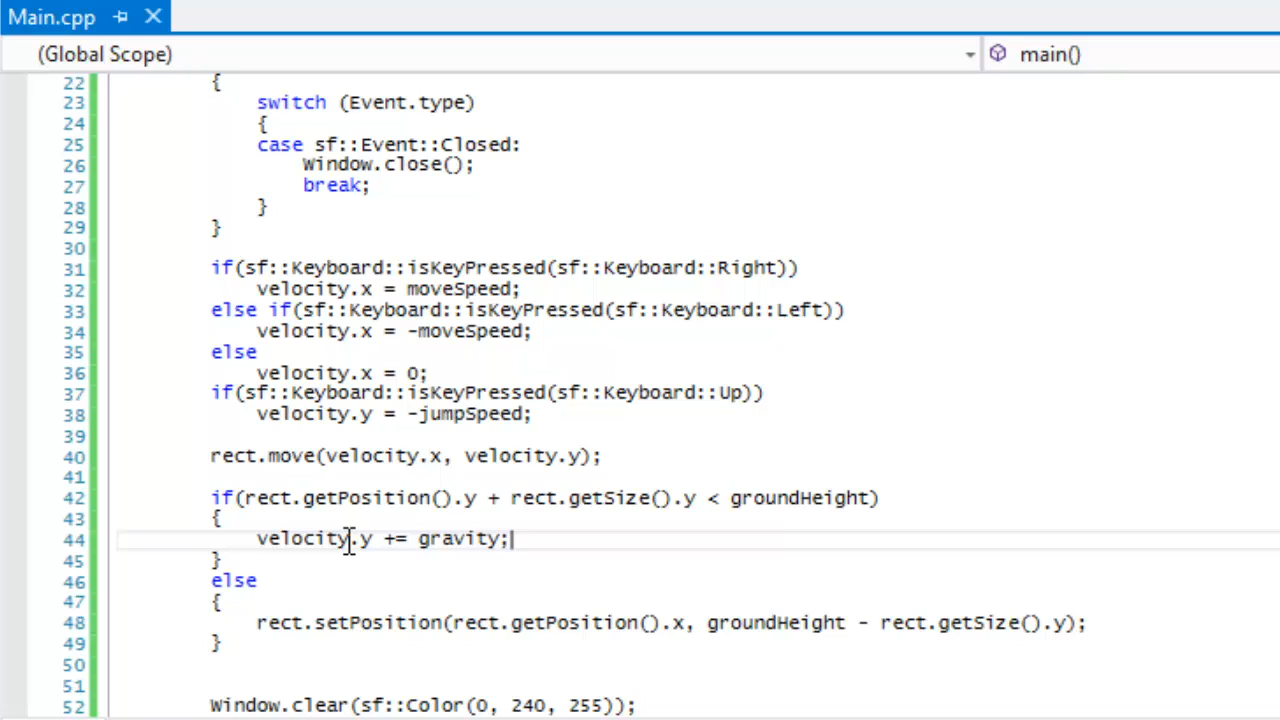 Main.cpp
(Global Scope) main()
22 {
23 switch (Event.type)
24 {
25 case sf::Event::Closed:
26 Window.close();
27 break;
28 }
29 }
30
31 if(sf::Keyboard::isKeyPressed(sf::Keyboard::Right))
32 velocity.x = moveSpeed;
33 else if(sf::Keyboard::isKeyPressed(sf::Keyboard::Left))
34 velocity.x = -moveSpeed;
35 else
36 velocity.x = 0;
37 if(sf::Keyboard::isKeyPressed(sf::Keyboard::Up))
38 velocity.y = -jumpSpeed;
39
40 rect.move(velocity.x, velocity.y);
41
42 if(rect.getPosition().y + rect.getSize().y < groundHeight)
43 {
44 velocity.y += gravity;
45 }
46 else
47 {
48 rect.setPosition(rect.getPosition().x, groundHeight - rect.getSize().y);
49 }
50
51
52 Window.clear(sf::Color(0, 240, 255));